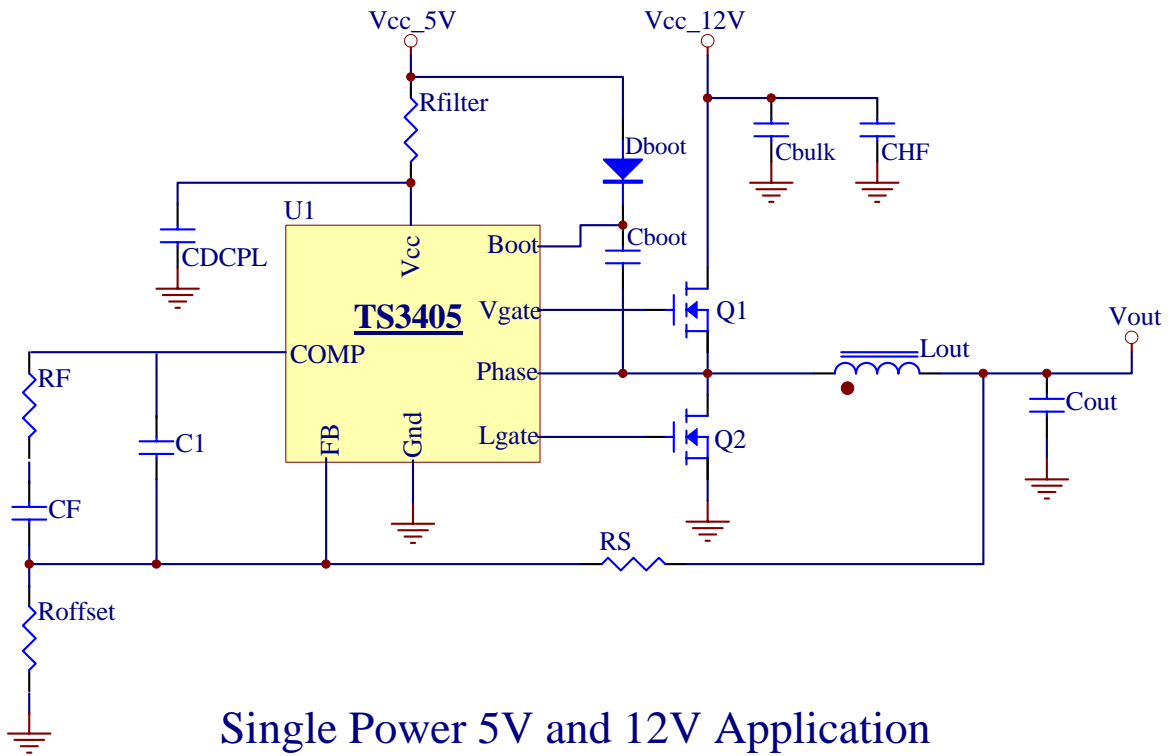 Vcc_5V
Vcc_12V
Rfilter
Dboot
Cbulk
CHF
U1
Cboot
CDCPL
Vcc
Boot
TS3405
Vgate
Q1
Vout
COMP
Phase
Lout
RF
Cout
C1
FB
Gnd
Lgate
Q2
CF
RS
Roffset
Single Power 5V and 12V Application